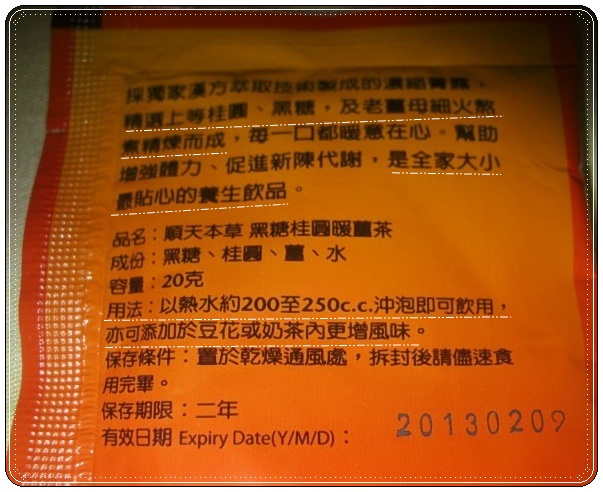 採獨家漢方萃取技術製成的濃縮膏露、
精選上等桂圓、黑糖，及老薑母細火熬
煮精煉而成，每一口都暖意在心。幫助
增強體力、促進新陳代謝，是全家大小
最貼心的養生飲品。
品名：順天本草 黑糖桂圓暖薑茶
成份：黑糖、桂圓、薑、水
容量：20克
用法：以熱水約200至250c.c.沖泡即可飲用，
亦可添加於豆花或奶茶內更增風味。
保存條件：置於乾燥通風處，拆封後請儘速食
用完畢。
保存期限：二年
有效日期 Expiry Date(Y/M/D)： 20130209